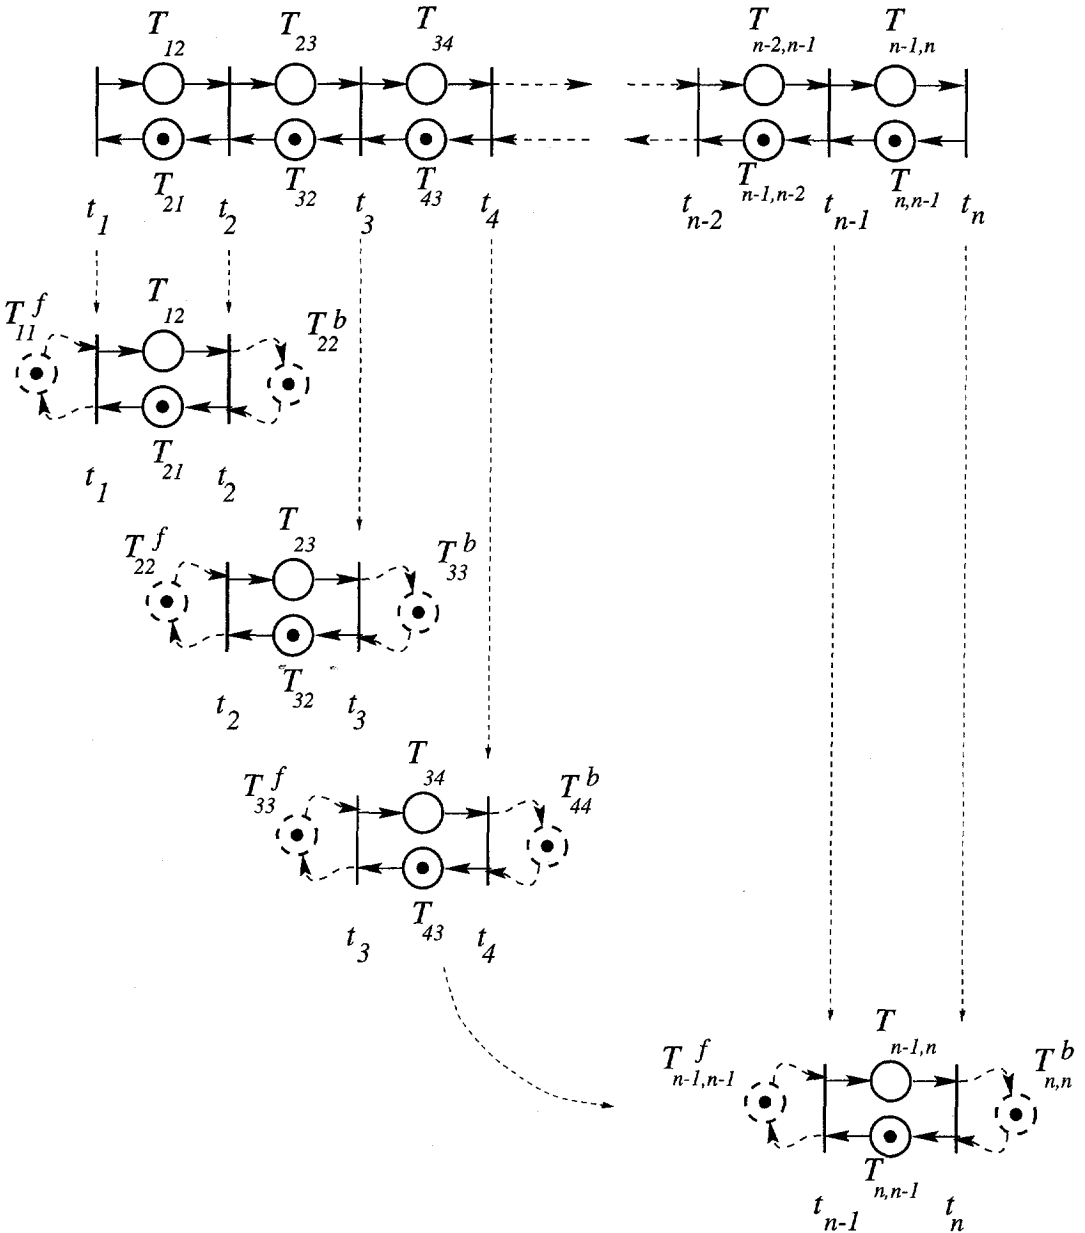 T12 T23 T34 Tn-2,n-1 Tn-1,n
T21 T32 T43 Tn-1,n-2 Tn,n-1
t1 t2 t3 t4 tn-2 tn-1 tn
T11f T12 T22b
T21
t1 t2
T22f T23 T33b
T32
t2 t3
T33f T34 T44b
T43
t3 t4
Tn-1,n-1f Tn-1,n Tn,nb
Tn,n-1
tn-1 tn